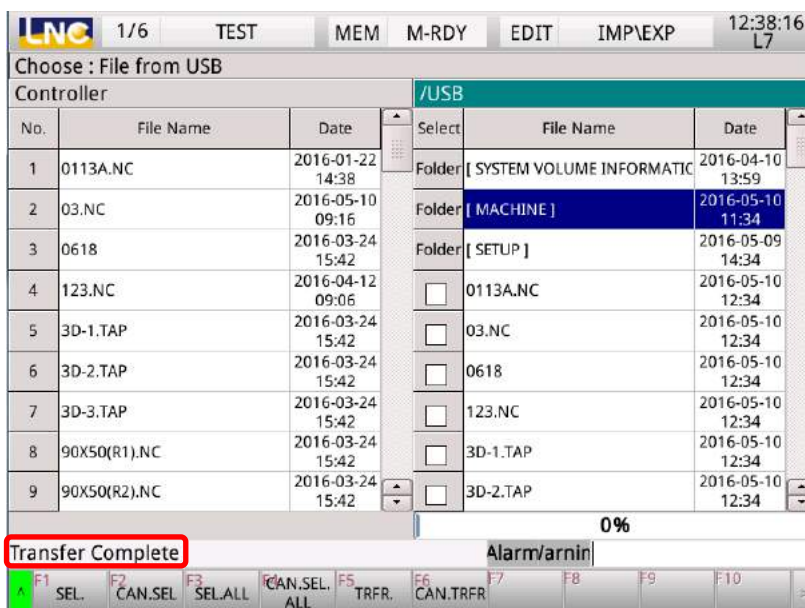 LNC 1/6 TEST MEM M-RDY EDIT IMP\EXP 12:38:16
L7
Choose : File from USB
Controller /USB
No. File Name Date Select File Name Date
1 0113A.NC 2016-01-22 14:38 Folder [ SYSTEM VOLUME INFORMATIC 2016-04-10 13:59
2 03.NC 2016-05-10 09:16 Folder [ MACHINE ] 2016-05-10 11:34
3 0618 2016-03-24 15:42 Folder [ SETUP ] 2016-05-09 14:34
4 123.NC 2016-04-12 09:06 0113A.NC 2016-05-10 12:34
5 3D-1.TAP 2016-03-24 15:42 03.NC 2016-05-10 12:34
6 3D-2.TAP 2016-03-24 15:42 0618 2016-05-10 12:34
7 3D-3.TAP 2016-03-24 15:42 123.NC 2016-05-10 12:34
8 90X50(R1).NC 2016-03-24 15:42 3D-1.TAP 2016-05-10 12:34
9 90X50(R2).NC 2016-03-24 15:42 3D-2.TAP 2016-05-10 12:34
0%
Transfer Complete Alarm/arnin
F1 SEL. F2 CAN.SEL F3 SEL.ALL F4 CAN.SEL. ALL F5 TRFR. F6 CAN.TRFR F7 F8 F9 F10